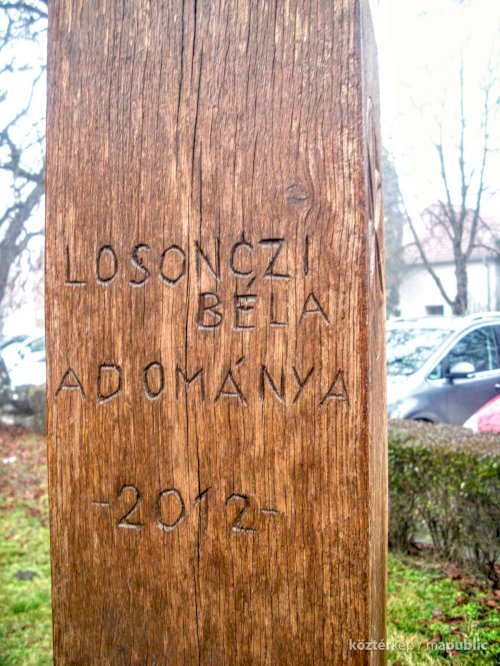 LOSONCZI
BÉLA
ADOMÁNYA
-2012-
köztérkép / mapublic